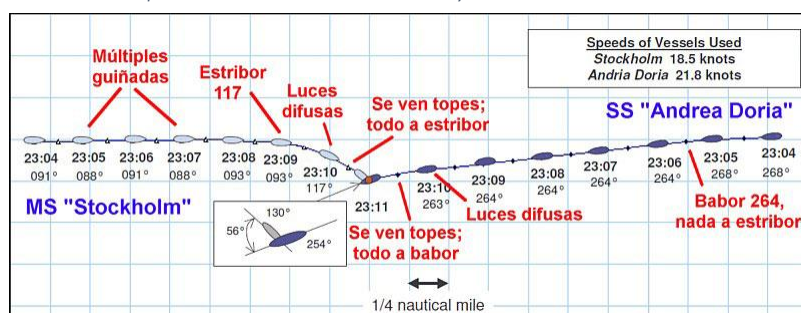 Múltiples
guiñadas
Estribor
117
Luces
difusas
Se ven topes;
todo a estribor
Speeds of Vessels Used
Stockholm 18.5 knots
Andria Doria 21.8 knots
SS "Andrea Doria"
23:04 23:05 23:06 23:07 23:08 23:09 23:10
091° 088° 091° 088° 093° 093° 117°
MS "Stockholm"
23:11
23:10 23:09 23:08 23:07 23:06 23:05 23:04
263° 264° 264° 264° 264° 268° 268°
Luces difusas
Babor 264,
nada a estribor
Se ven topes;
todo a babor
130°
56°
254°
1/4 nautical mile